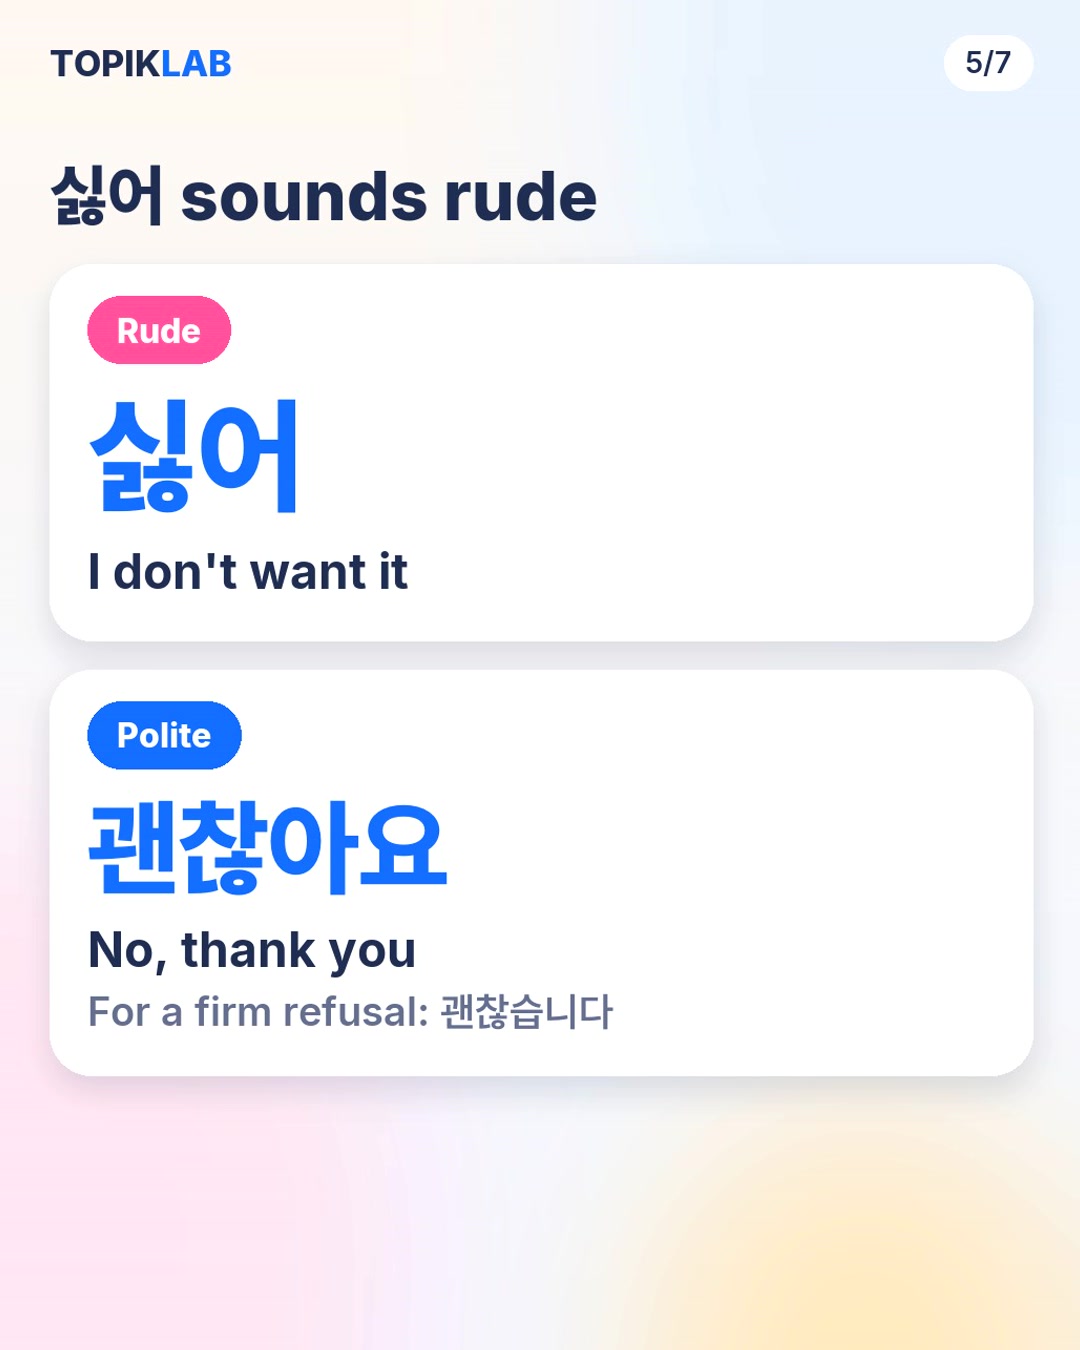 TOPIKLAB
5/7
싫어 sounds rude
Rude
싫어
I don't want it
Polite
괜찮아요
No, thank you
For a firm refusal: 괜찮습니다